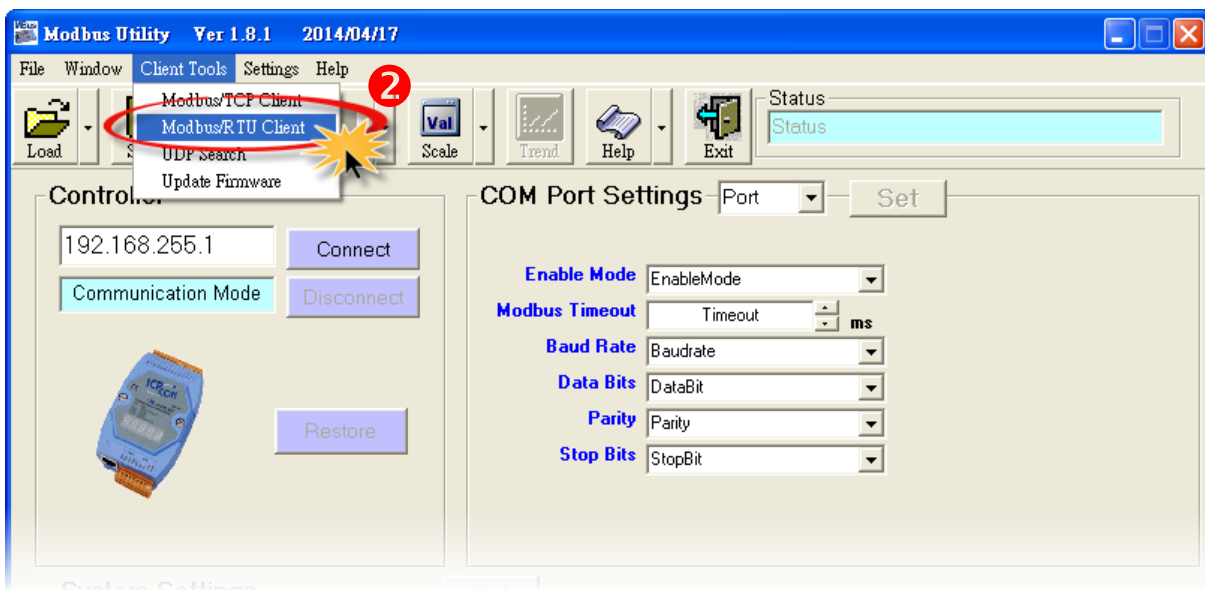 Modbus Utility Ver 1.8.1 2014/04/17
File Window Client Tools Settings Help
2
Modbus/TCP Client
Modbus/RTU Client
UDP Search
Update Firmware
Load
Val
Scale
Trend
Help
Exit
Status
Status
Controller
192.168.255.1
Connect
Communication Mode
Disconnect
Restore
COM Port Settings Port Set
Enable Mode EnableMode
Modbus Timeout Timeout ms
Baud Rate Baudrate
Data Bits DataBit
Parity Parity
Stop Bits StopBit
System Settings